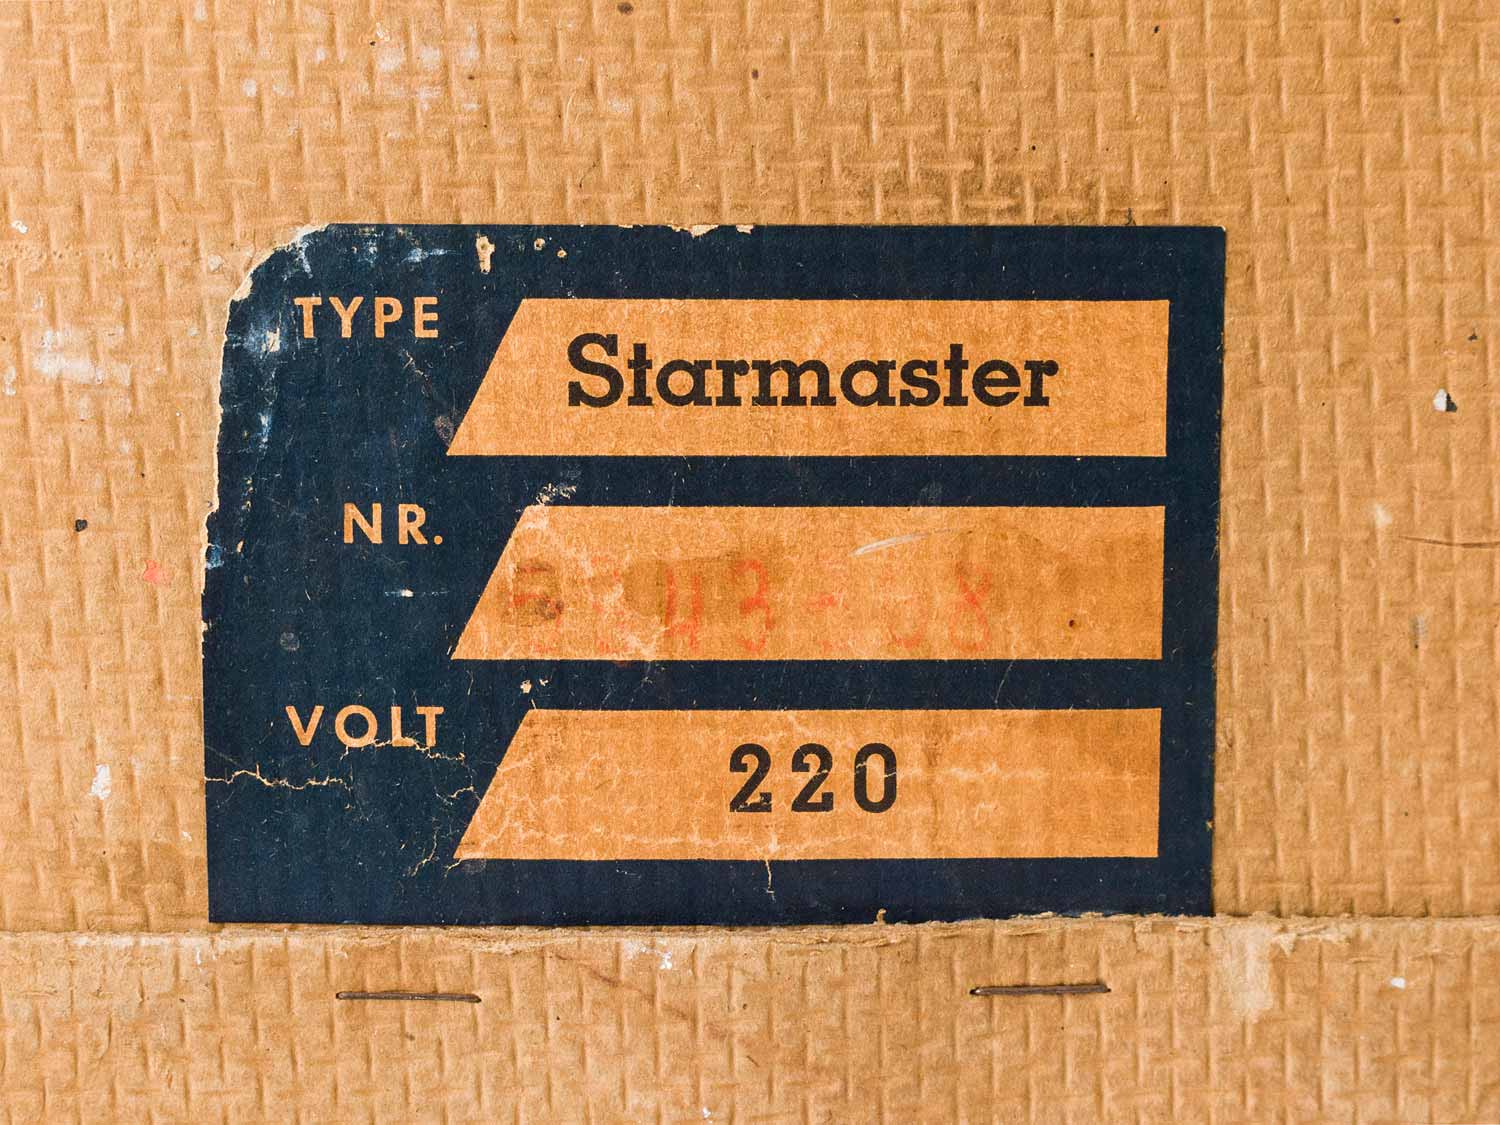 TYPE Starmaster
NR.
VOLT 220